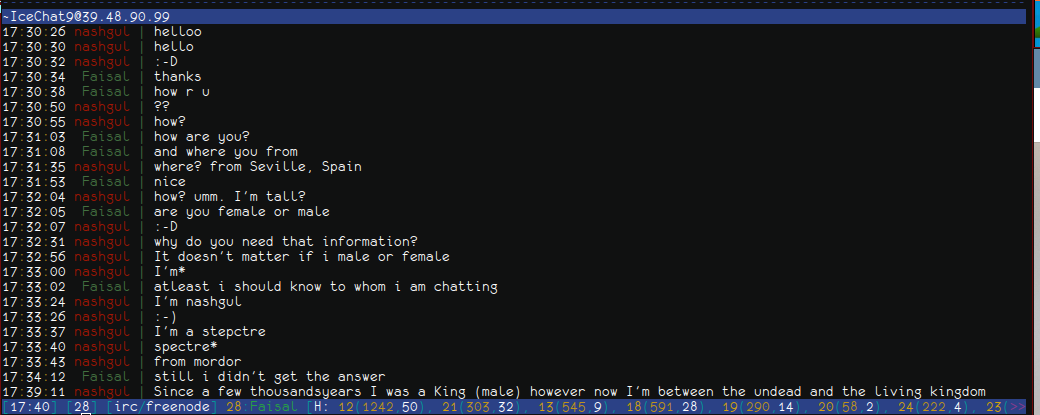 ~IceChat9@39.48.90.99
17:30:26 nashgul | helloo
17:30:30 nashgul | hello
17:30:32 nashgul | :-D
17:30:34 Faisal | thanks
17:30:38 Faisal | how r u
17:30:50 nashgul | ??
17:30:55 nashgul | how?
17:31:03 Faisal | how are you?
17:31:08 Faisal | and where you from
17:31:35 nashgul | where? from Seville, Spain
17:31:53 Faisal | nice
17:32:04 nashgul | how? umm. I'm tall?
17:32:05 Faisal | are you female or male
17:32:07 nashgul | :-D
17:32:31 nashgul | why do you need that information?
17:32:56 nashgul | It doesn't matter if i male or female
17:33:00 nashgul | I'm*
17:33:02 Faisal | atleast i should know to whom i am chatting
17:33:24 nashgul | I'm nashgul
17:33:26 nashgul | :-)
17:33:37 nashgul | I'm a stepctre
17:33:40 nashgul | spectre*
17:33:43 nashgul | from mordor
17:34:12 Faisal | still i didn't get the answer
17:39:11 nashgul | Since a few thousandsyears I was a King (male) however now I'm between the undead and the living kingdom
[17:40] [28] [irc/freenode] 28:Faisal [H: 12(1242,50), 21(303,32), 13(545,9), 18(591,28), 19(290,14), 20(58,2), 24(222,4), 23(>>